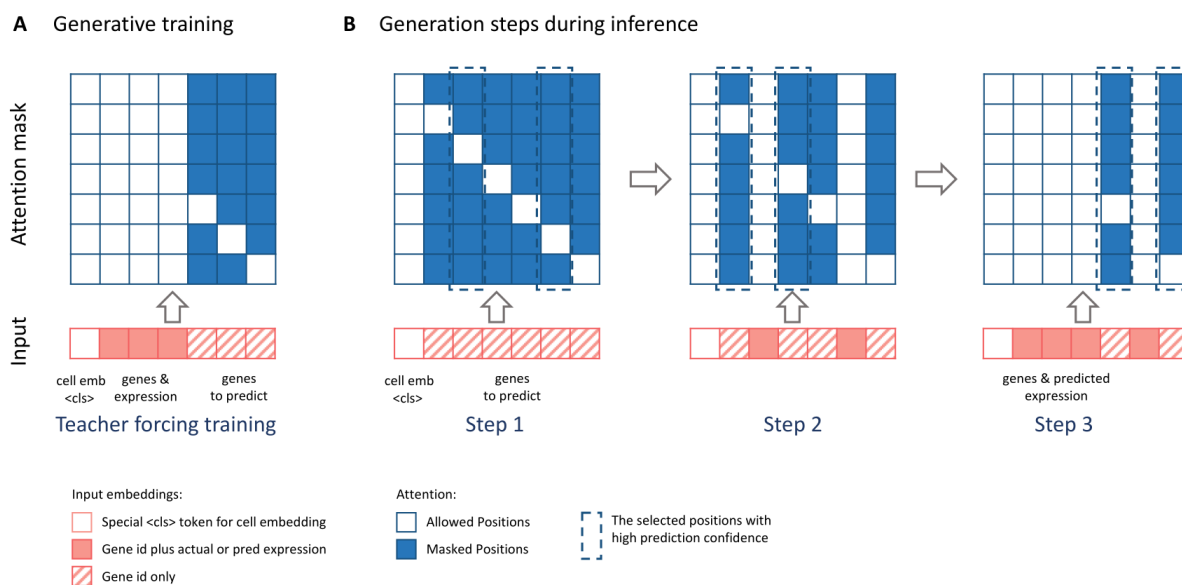 A Generative training
B Generation steps during inference
Attention mask
Input
cell emb
<cls>
genes &
expression
genes
to predict
cell emb
<cls>
genes
to predict
genes & predicted
expression
Teacher forcing training
Step 1
Step 2
Step 3
Input embeddings:
Special <cls> token for cell embedding
Gene id plus actual or pred expression
Gene id only
Attention:
Allowed Positions
Masked Positions
The selected positions with
high prediction confidence